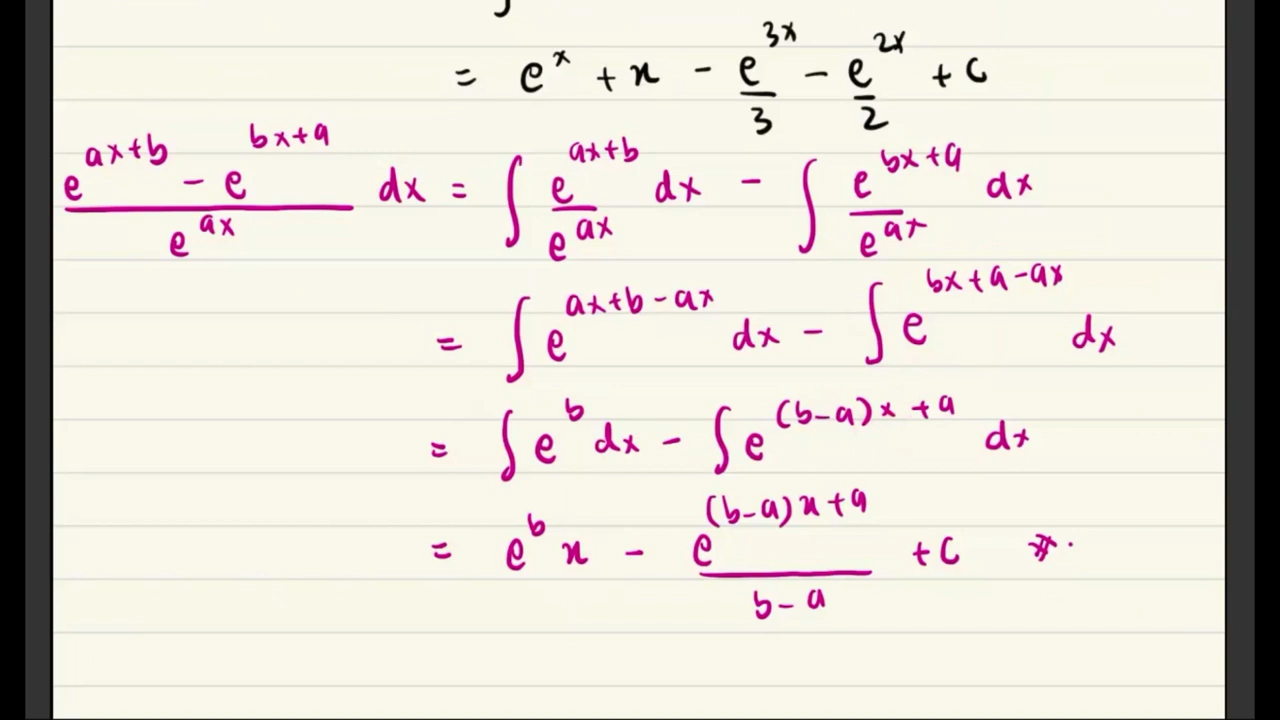 = e^x + x - e^{3x}/3 - e^{2x}/2 + c
(e^{ax+b} - e^{bx+a})/e^{ax} dx = ∫ e^{ax+b}/e^{ax} dx - ∫ e^{bx+a}/e^{ax} dx
= ∫ e^{ax+b-ax} dx - ∫ e^{bx+a-ax} dx
= ∫ e^b dx - ∫ e^{(b-a)x+a} dx
= e^b x - e^{(b-a)x+a}/(b-a) + c